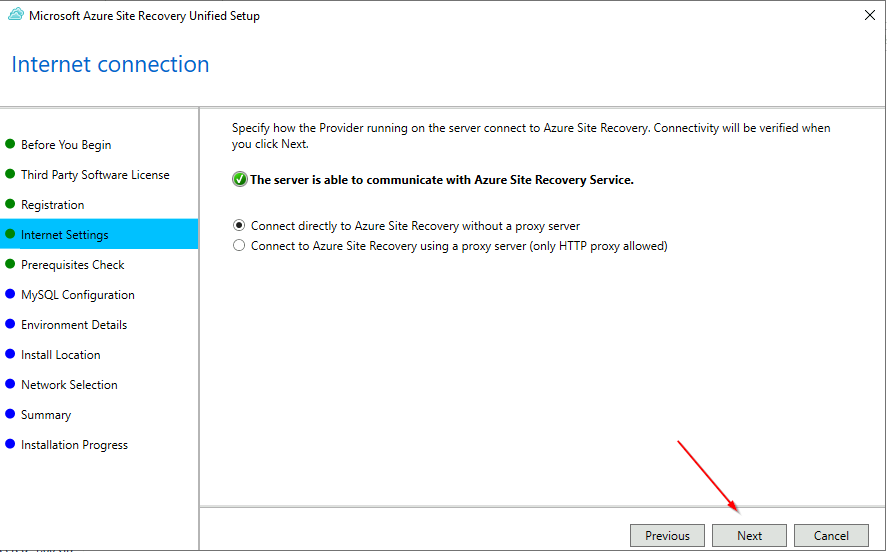 Microsoft Azure Site Recovery Unified Setup
Internet connection
Before You Begin
Third Party Software License
Registration
Internet Settings
Prerequisites Check
MySQL Configuration
Environment Details
Install Location
Network Selection
Summary
Installation Progress
Specify how the Provider running on the server connect to Azure Site Recovery. Connectivity will be verified when
you click Next.
The server is able to communicate with Azure Site Recovery Service.
Connect directly to Azure Site Recovery without a proxy server
Connect to Azure Site Recovery using a proxy server (only HTTP proxy allowed)
Previous
Next
Cancel